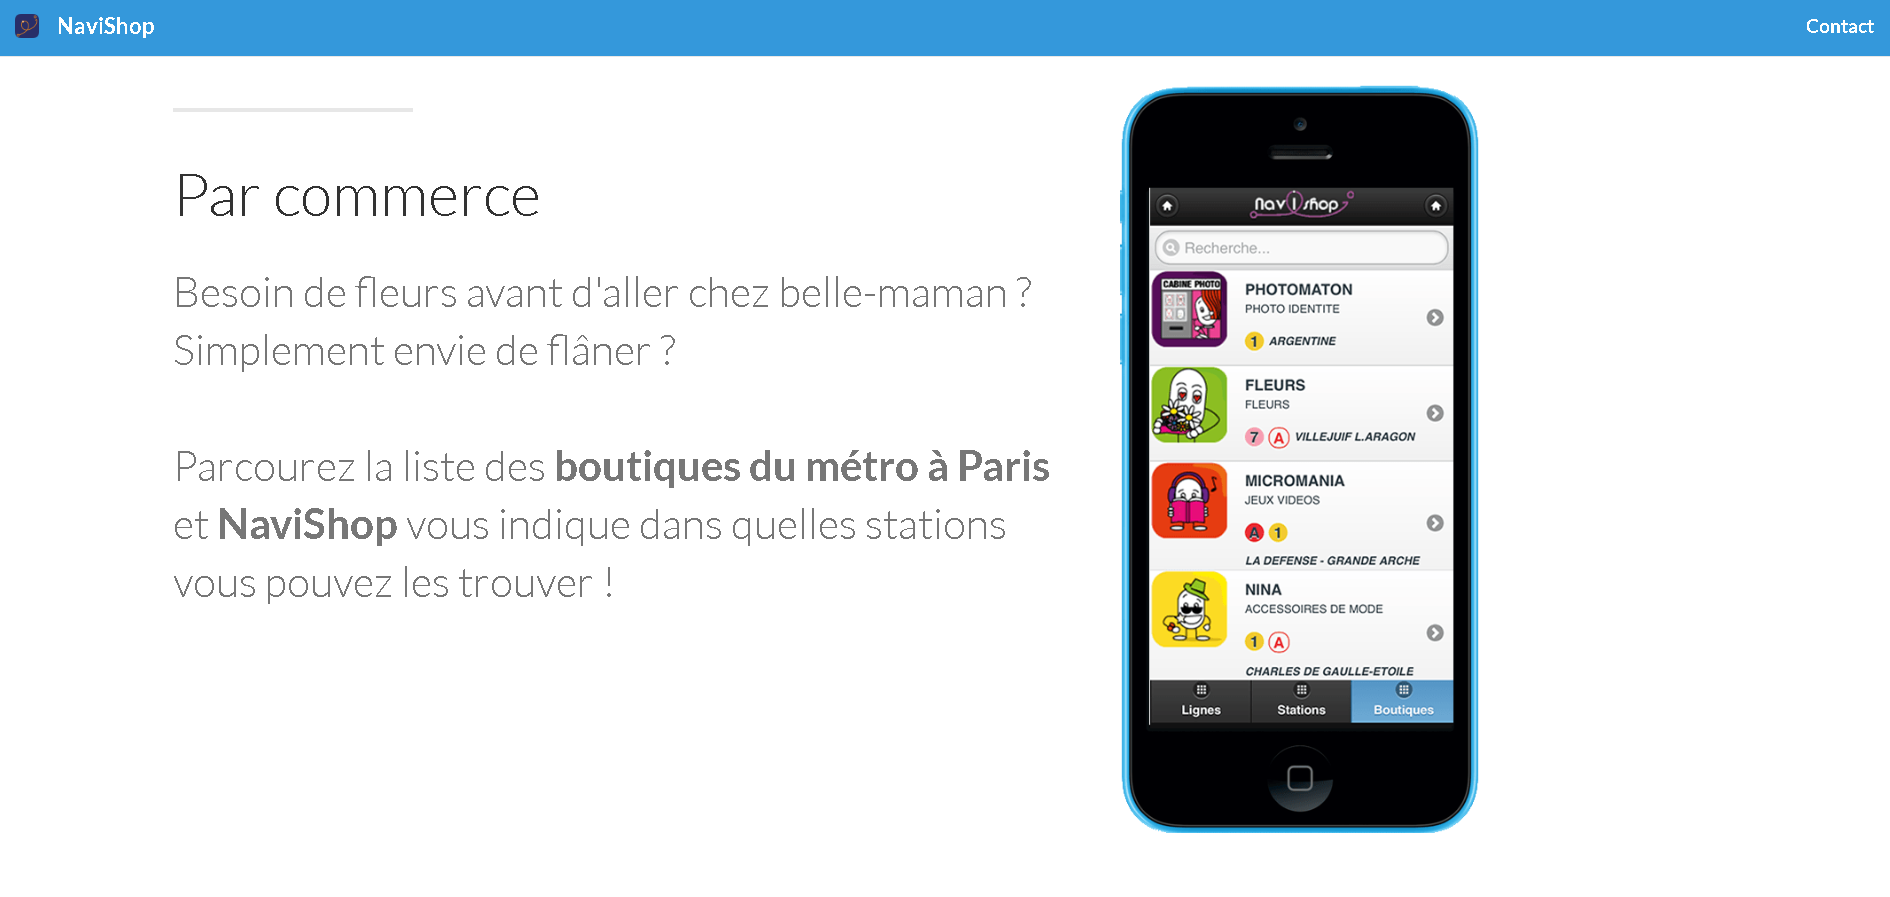 NaviShop
Contact
Par commerce
Besoin de fleurs avant d'aller chez belle-maman ?
Simplement envie de flâner ?
Parcourez la liste des boutiques du métro à Paris
et NaviShop vous indique dans quelles stations
vous pouvez les trouver !
navishop
Recherche...
CABINE PHOTO
PHOTOMATON
PHOTO IDENTITE
1 ARGENTINE
FLEURS
FLEURS
7 A VILLEJUIF L.ARAGON
MICROMANIA
JEUX VIDEOS
A 1
LA DEFENSE - GRANDE ARCHE
NINA
ACCESSOIRES DE MODE
1 A
CHARLES DE GAULLE-ETOILE
Lignes
Stations
Boutiques